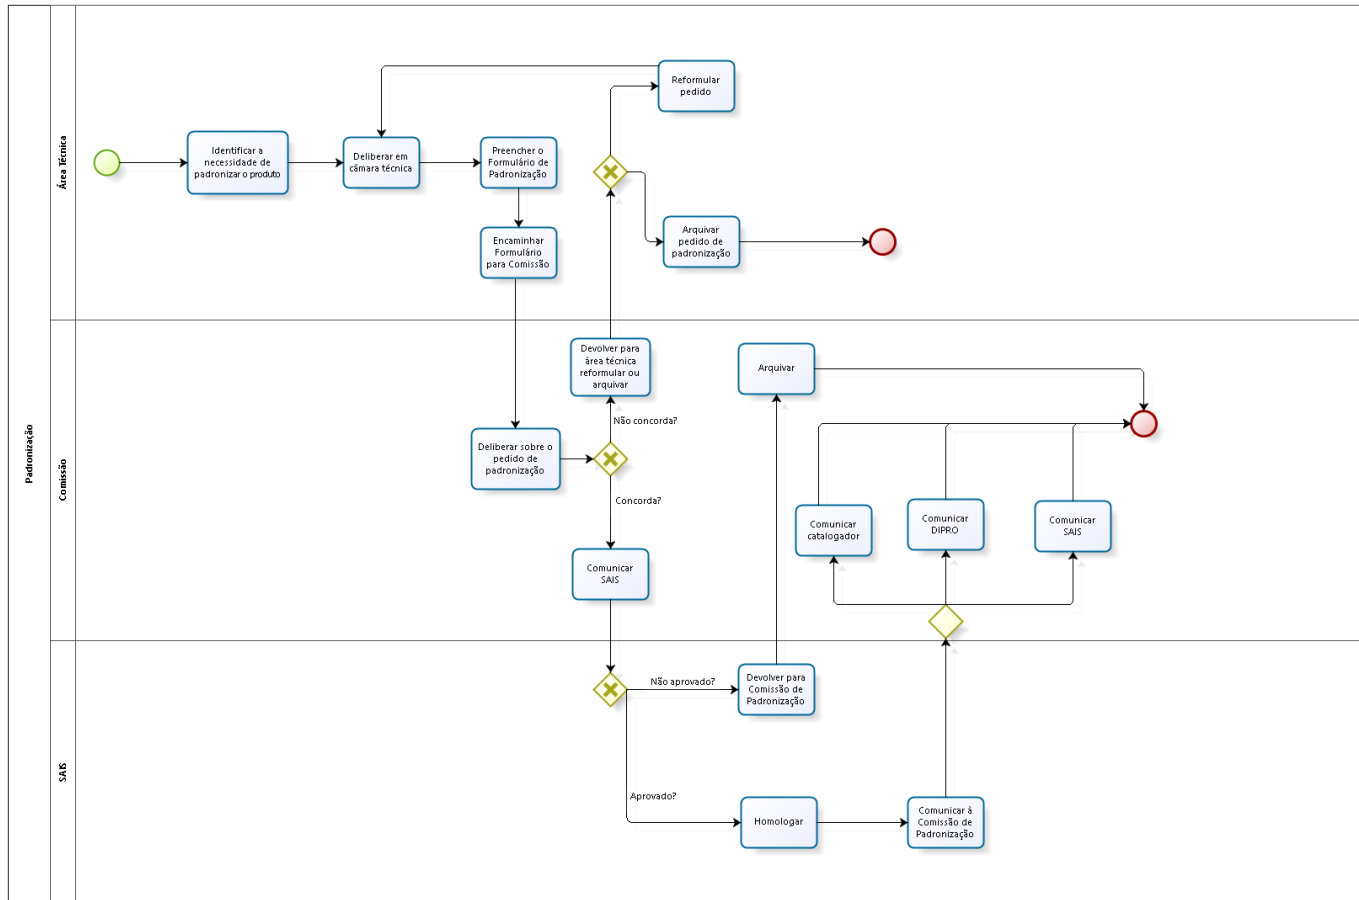 Padronização
Área Técnica
Identificar a
necessidade de
padronizar o produto
Deliberar em
câmara técnica
Preencher o
Formulário de
Padronização
Encaminhar
Formulário
para Comissão
Reformular
pedido
Arquivar
pedido de
padronização
Comissão
Devolver para
área técnica
reformular ou
arquivar
Não concorda?
Deliberar sobre o
pedido de
padronização
Concorda?
Comunicar
SAIS
Arquivar
Comunicar
catalogador
Comunicar
DIPRO
Comunicar
SAIS
SAIS
Não aprovado?
Devolver para
Comissão de
Padronização
Aprovado?
Homologar
Comunicar à
Comissão de
Padronização